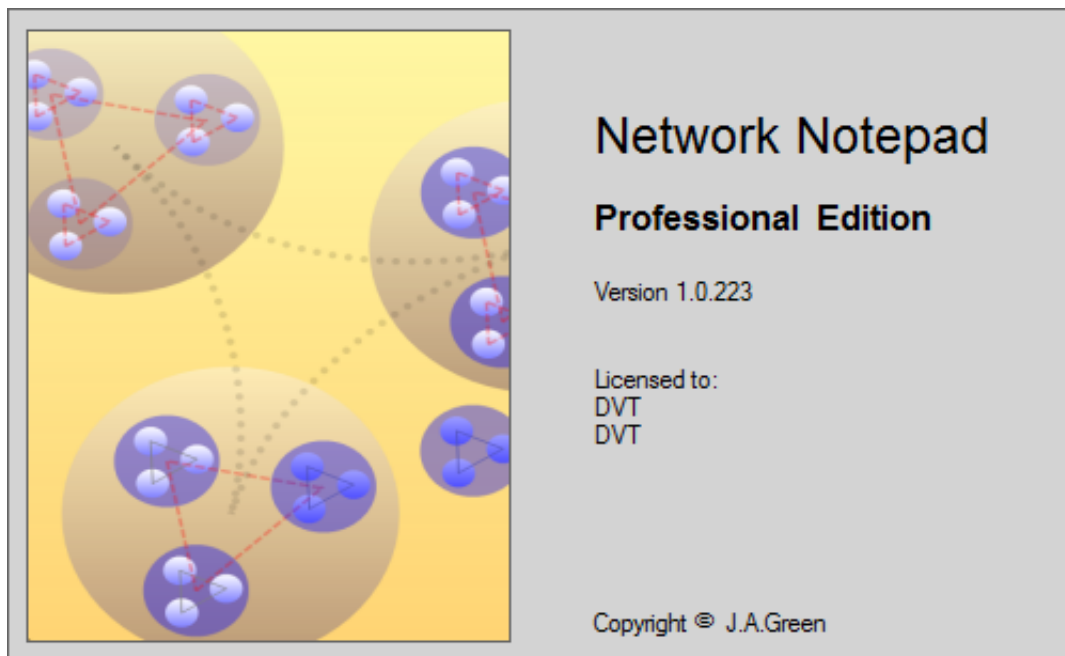 Network Notepad
Professional Edition
Version 1.0.223
Licensed to:
DVT
DVT
Copyright © J.A.Green